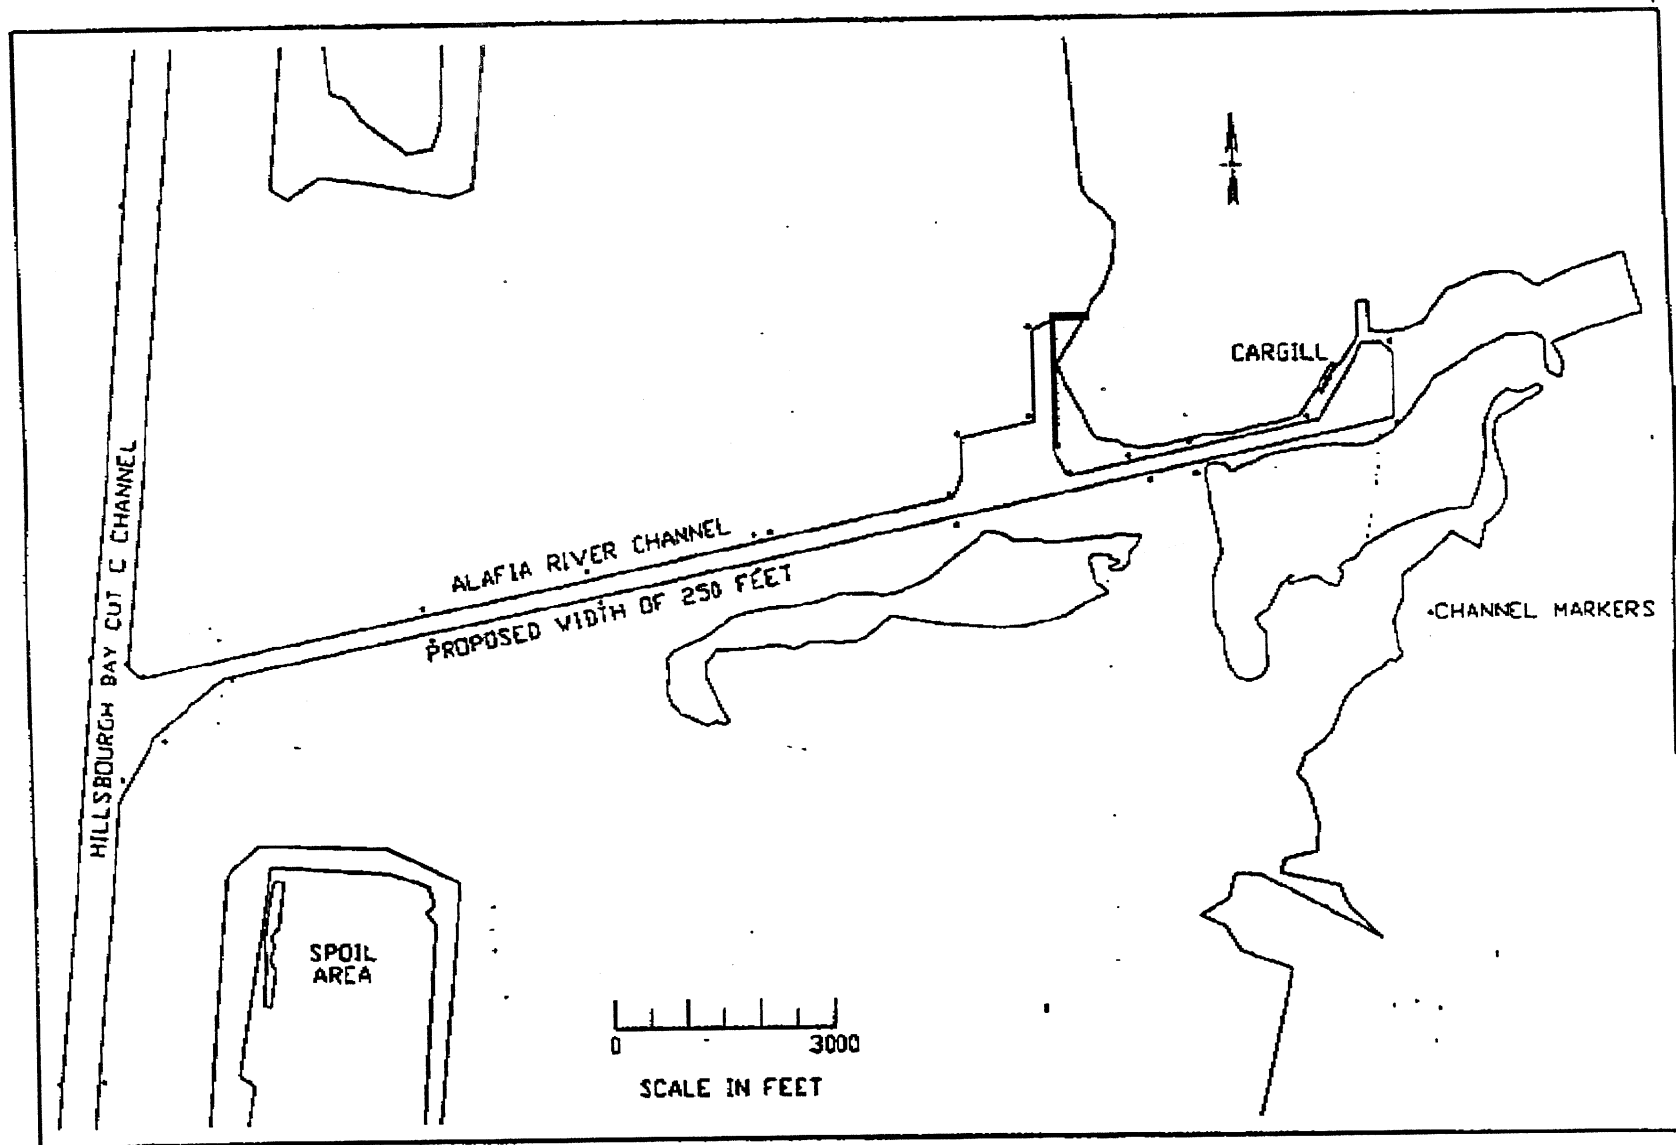 CARGILL
HILLSBOURGH BAY CUT C CHANNEL
ALAFIA RIVER CHANNEL
PROPOSED WIDTH OF 250 FEET
CHANNEL MARKERS
SPOIL
AREA
0 3000
SCALE IN FEET